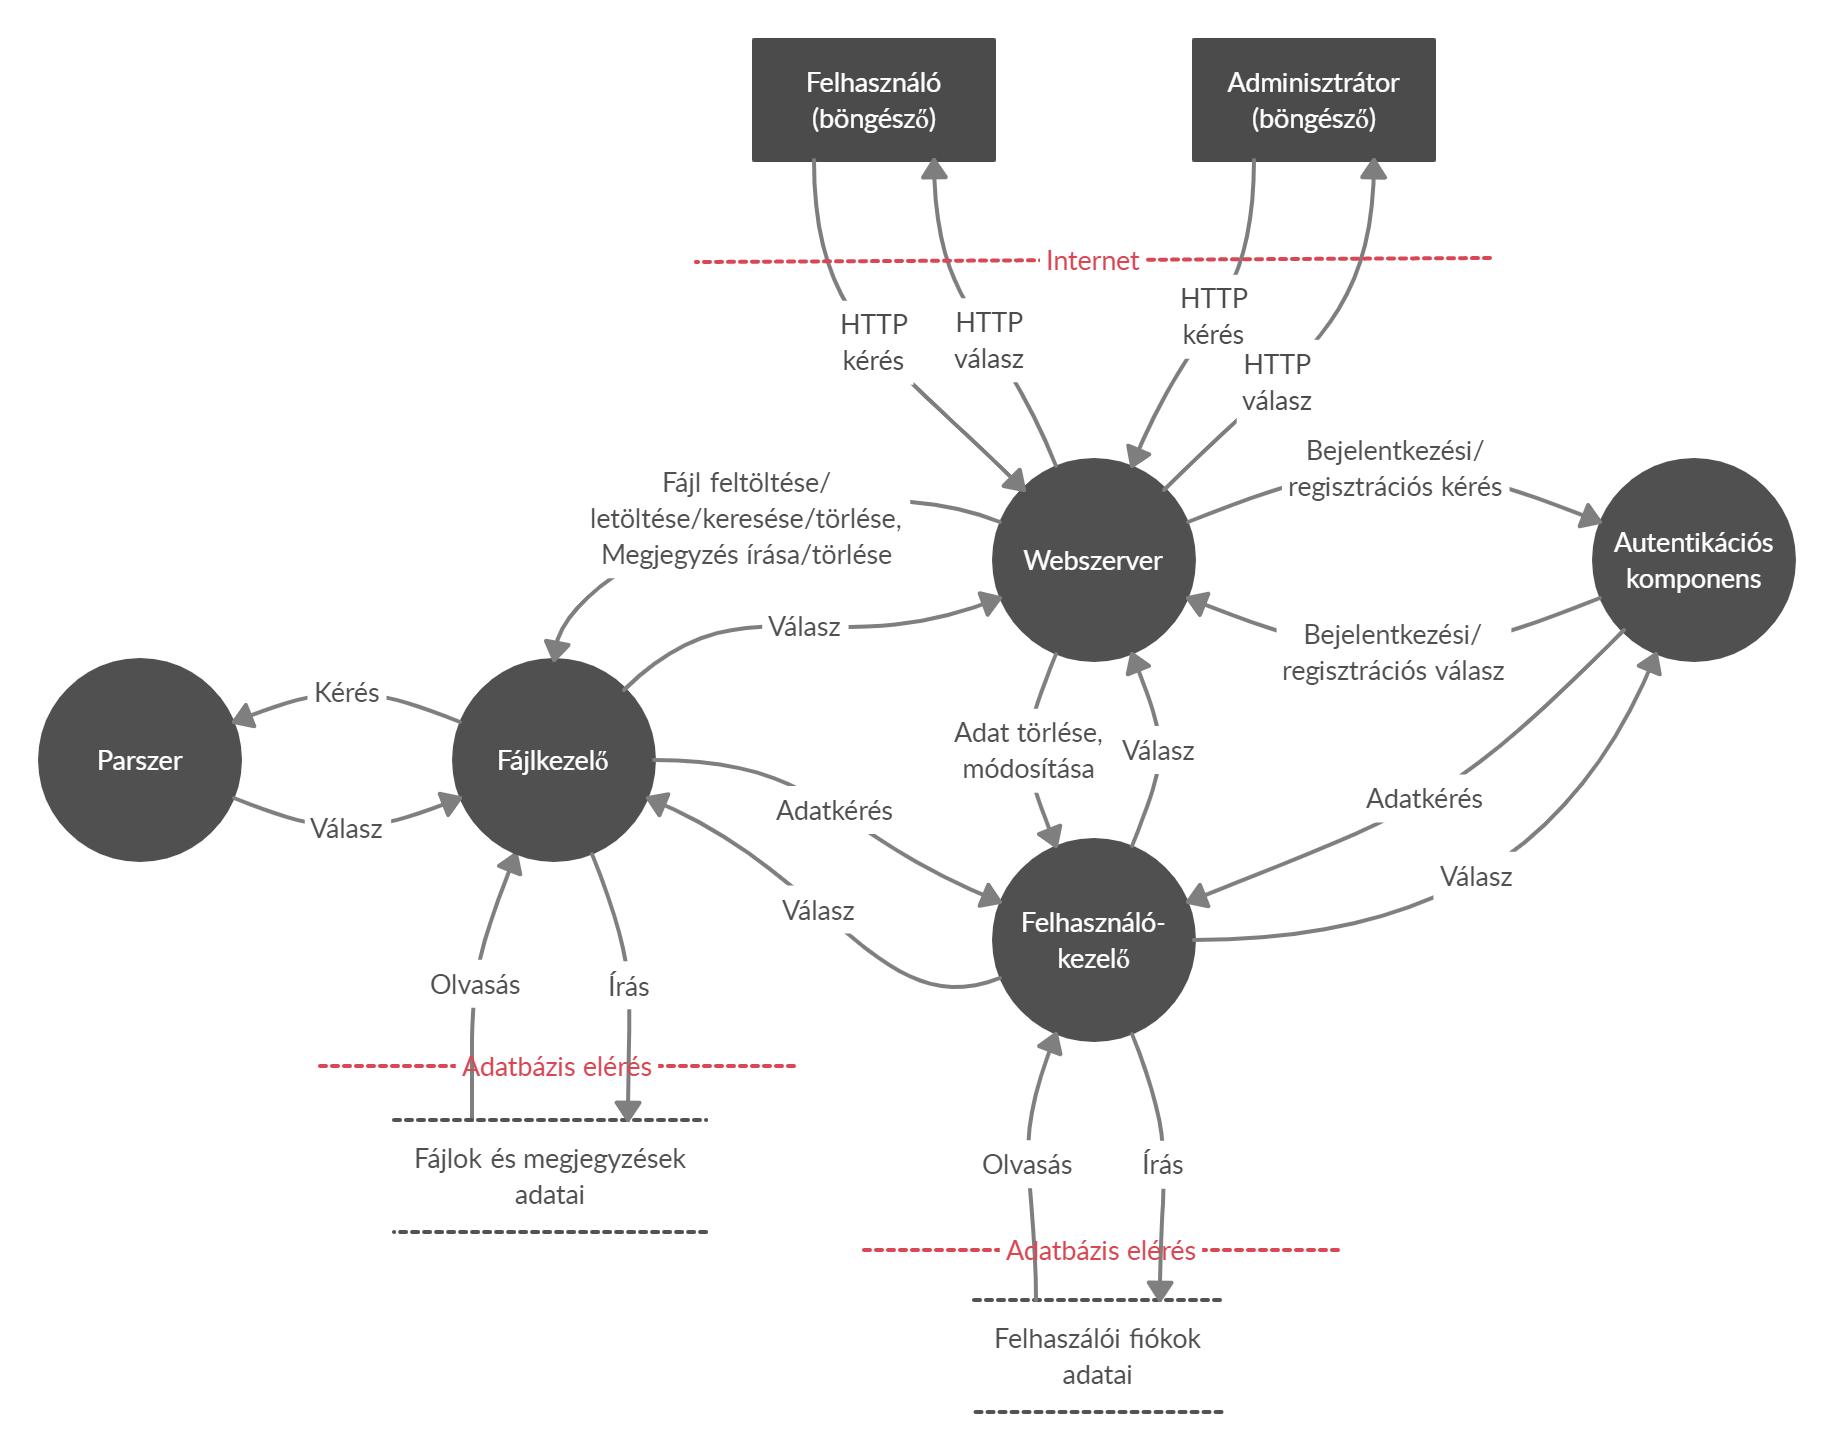 Felhasználó
(böngésző)
Adminisztrátor
(böngésző)
Internet
HTTP
kérés
HTTP
válasz
HTTP
kérés
HTTP
válasz
Fájl feltöltése/
letöltése/keresése/törlése,
Megjegyzés írása/törlése
Bejelentkezési/
regisztrációs kérés
Webszerver
Autentikációs
komponens
Válasz
Bejelentkezési/
regisztrációs válasz
Kérés
Parszer
Fájlkezelő
Válasz
Adat törlése,
módosítása
Válasz
Adatkérés
Adatkérés
Válasz
Válasz
Felhasználó-
kezelő
Olvasás
Írás
Adatbázis elérés
Fájlok és megjegyzések
adatai
Olvasás
Írás
Adatbázis elérés
Felhaszálói fiókok
adatai